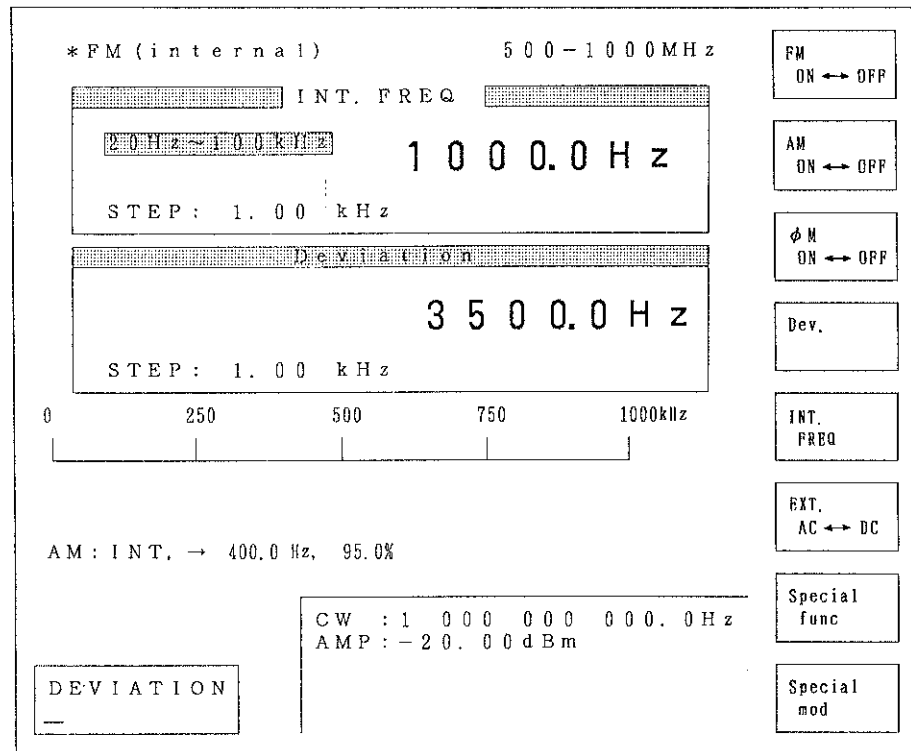 *FM(internal) 500-1000MHz
INT. FREQ
20Hz~100kHz
1000.0Hz
STEP: 1.00 kHz
Deviation
3500.0Hz
STEP: 1.00 kHz
0 250 500 750 1000kHz
AM:INT. → 400.0 Hz, 95.0%
CW :1 000 000 000.0Hz
AMP:-20.00dBm
DEVIATION
FM
ON ↔ OFF
AM
ON ↔ OFF
φM
ON ↔ OFF
Dev.
INT.
FREQ
EXT.
AC ↔ DC
Special
func
Special
mod